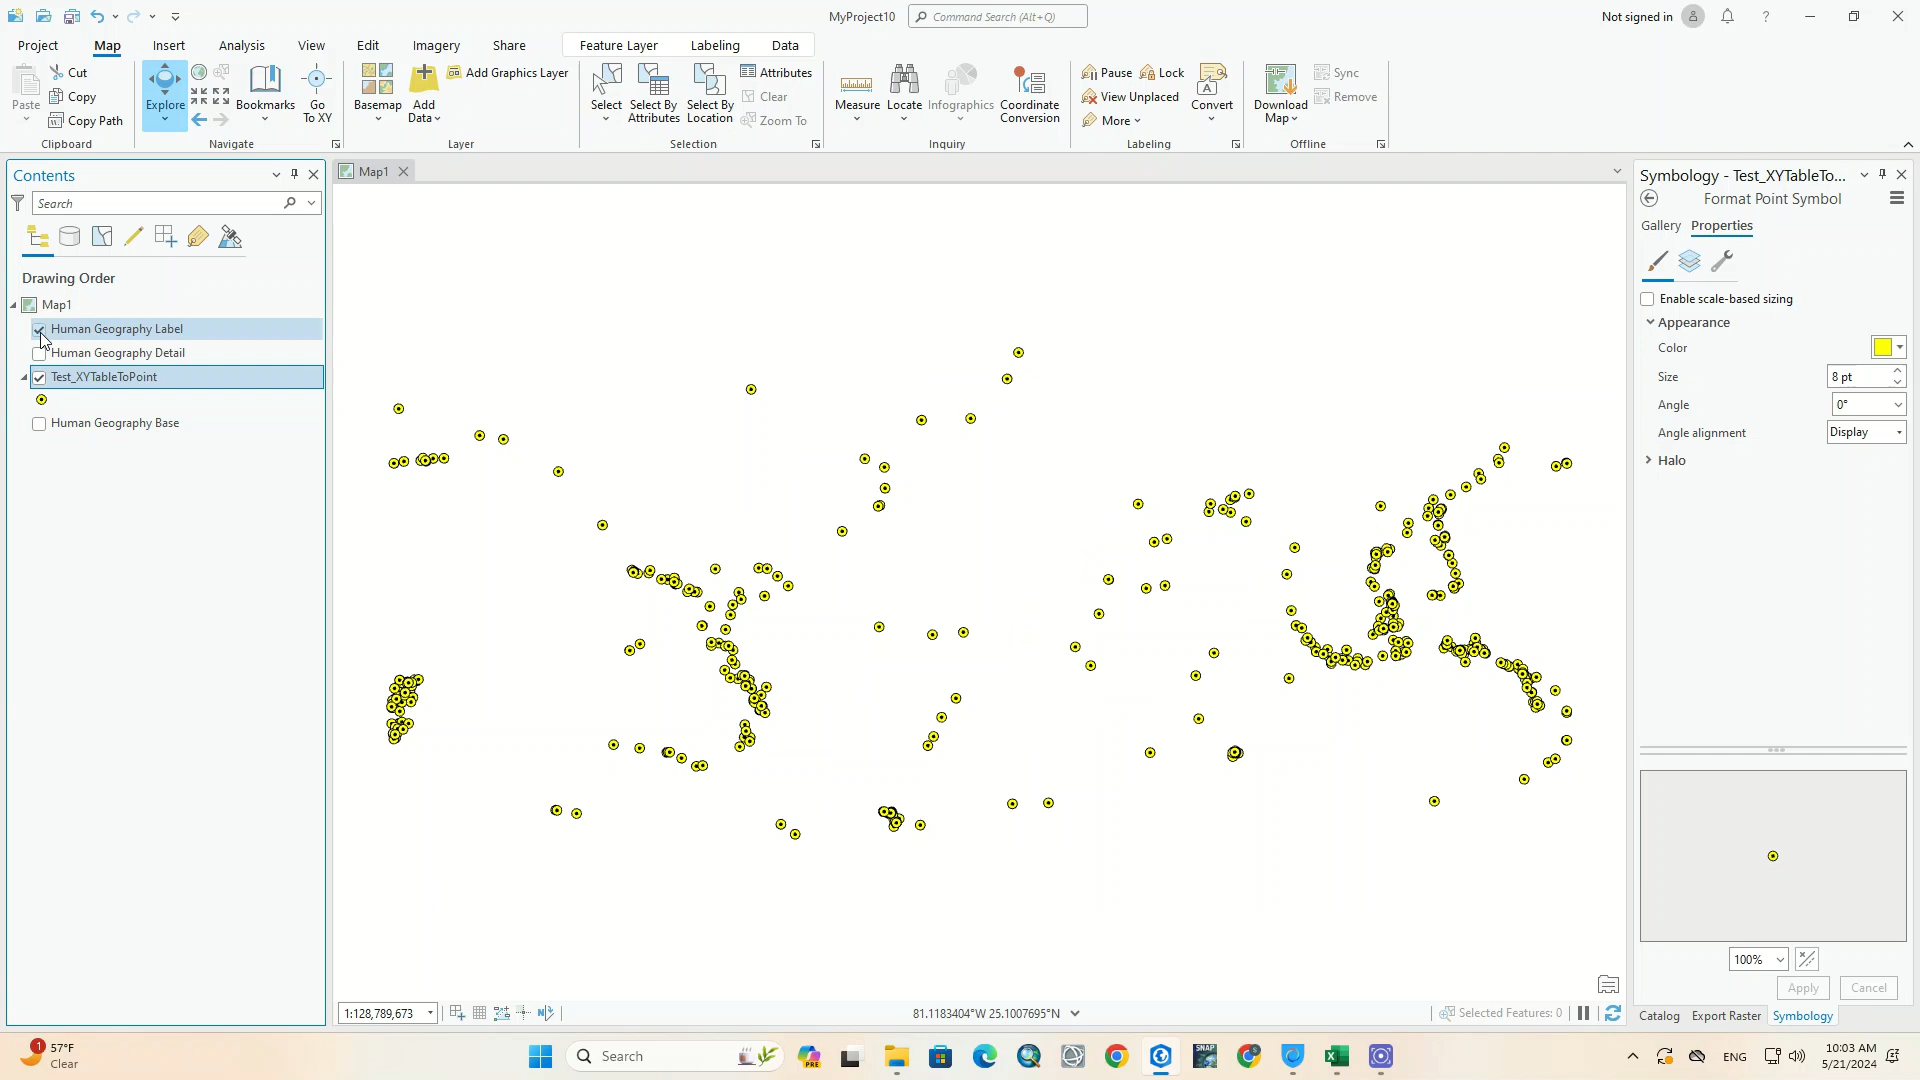 MyProject10
Command Search (Alt+Q)
Not signed in
Project Map Insert Analysis View Edit Imagery Share Feature Layer Labeling Data
Paste
Cut
Copy
Copy Path
Clipboard
Explore
Bookmarks
Go To XY
Navigate
Basemap
Add Data
Add Graphics Layer
Layer
Select
Select By Attributes
Select By Location
Attributes
Clear
Zoom To
Selection
Measure
Locate
Infographics
Coordinate Conversion
Inquiry
Pause
Lock
View Unplaced
More
Convert
Labeling
Download Map
Sync
Remove
Offline
Contents
Search
Drawing Order
Map1
Human Geography Label
Human Geography Detail
Test_XYTableToPoint
Human Geography Base
Map1
1:128,789,673
81.1183404°W 25.1007695°N
Selected Features: 0
Symbology - Test_XYTableTo...
Format Point Symbol
Gallery Properties
Enable scale-based sizing
Appearance
Color
Size 8 pt
Angle 0°
Angle alignment Display
Halo
100%
Apply Cancel
Catalog Export Raster Symbology
1
57°F
Clear
Search
PRE
SNAP
ENG
10:03 AM
5/21/2024